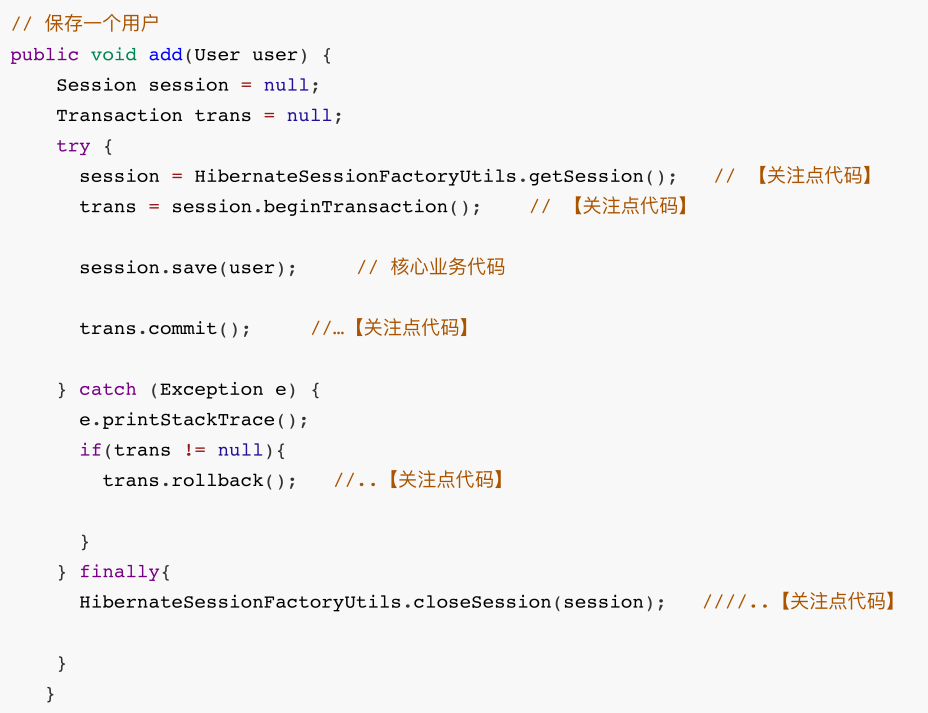 // 保存一个用户
public void add(User user) {
    Session session = null;
    Transaction trans = null;
    try {
      session = HibernateSessionFactoryUtils.getSession();   // 【关注点代码】
      trans = session.beginTransaction();    // 【关注点代码】
      session.save(user);     // 核心业务代码
      trans.commit();     //…【关注点代码】
    } catch (Exception e) {
      e.printStackTrace();
      if(trans != null){
        trans.rollback();   //..【关注点代码】
      }
    } finally{
      HibernateSessionFactoryUtils.closeSession(session);   ////..【关注点代码】
    }
   }